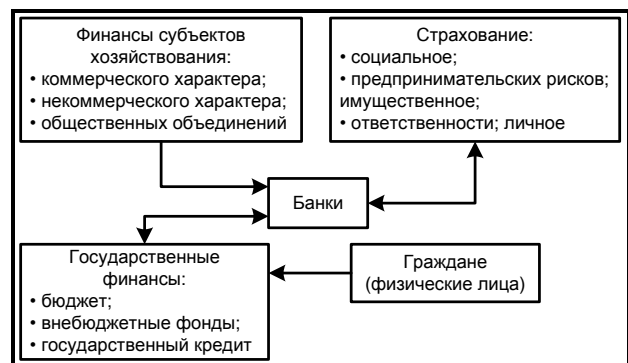 Финансы субъектов
хозяйствования:
• коммерческого характера;
• некоммерческого характера;
• общественных объединений
Страхование:
• социальное;
• предпринимательских рисков;
имущественное;
• ответственности; личное
Банки
Государственные
финансы:
• бюджет;
• внебюджетные фонды;
• государственный кредит
Граждане
(физические лица)